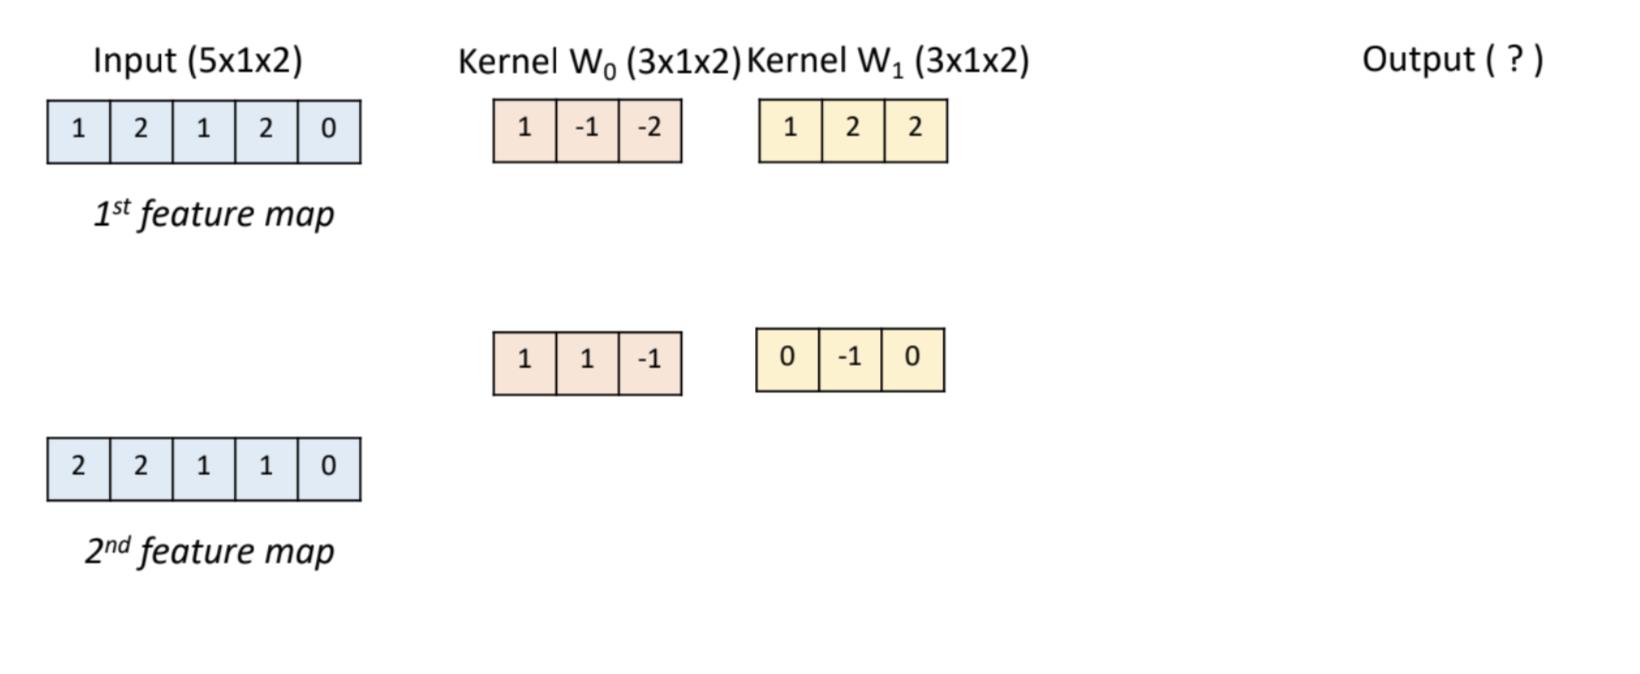 Input (5x1x2) Kernel W₀ (3x1x2) Kernel W₁ (3x1x2) Output ( ? )
1 2 1 2 0 1 -1 -2 1 2 2
1st feature map
1 1 -1 0 -1 0
2 2 1 1 0
2nd feature map